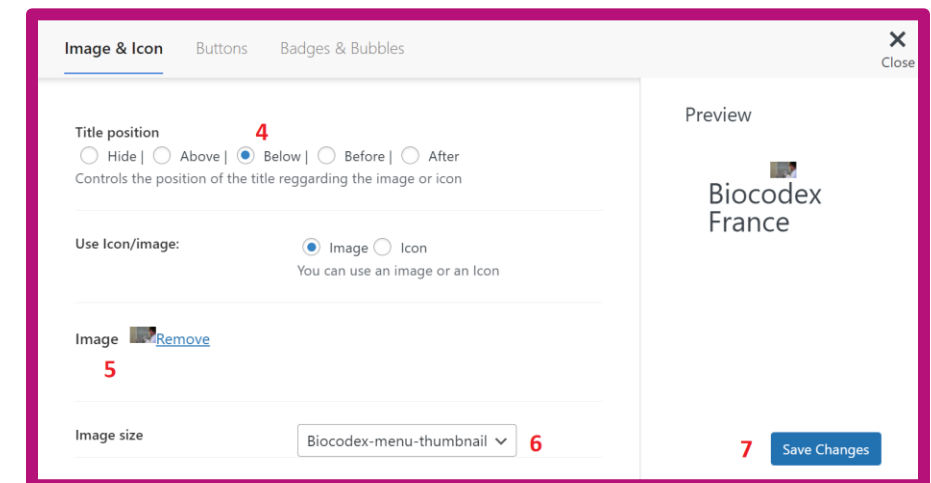 Image & Icon Buttons Badges & Bubbles
Close
Title position 4
Hide | Above | Below | Before | After
Controls the position of the title reggarding the image or icon
Use Icon/image: Image Icon
You can use an image or an Icon
Image Remove
5
Image size Biocodex-menu-thumbnail 6
Preview
Biocodex
France
7 Save Changes